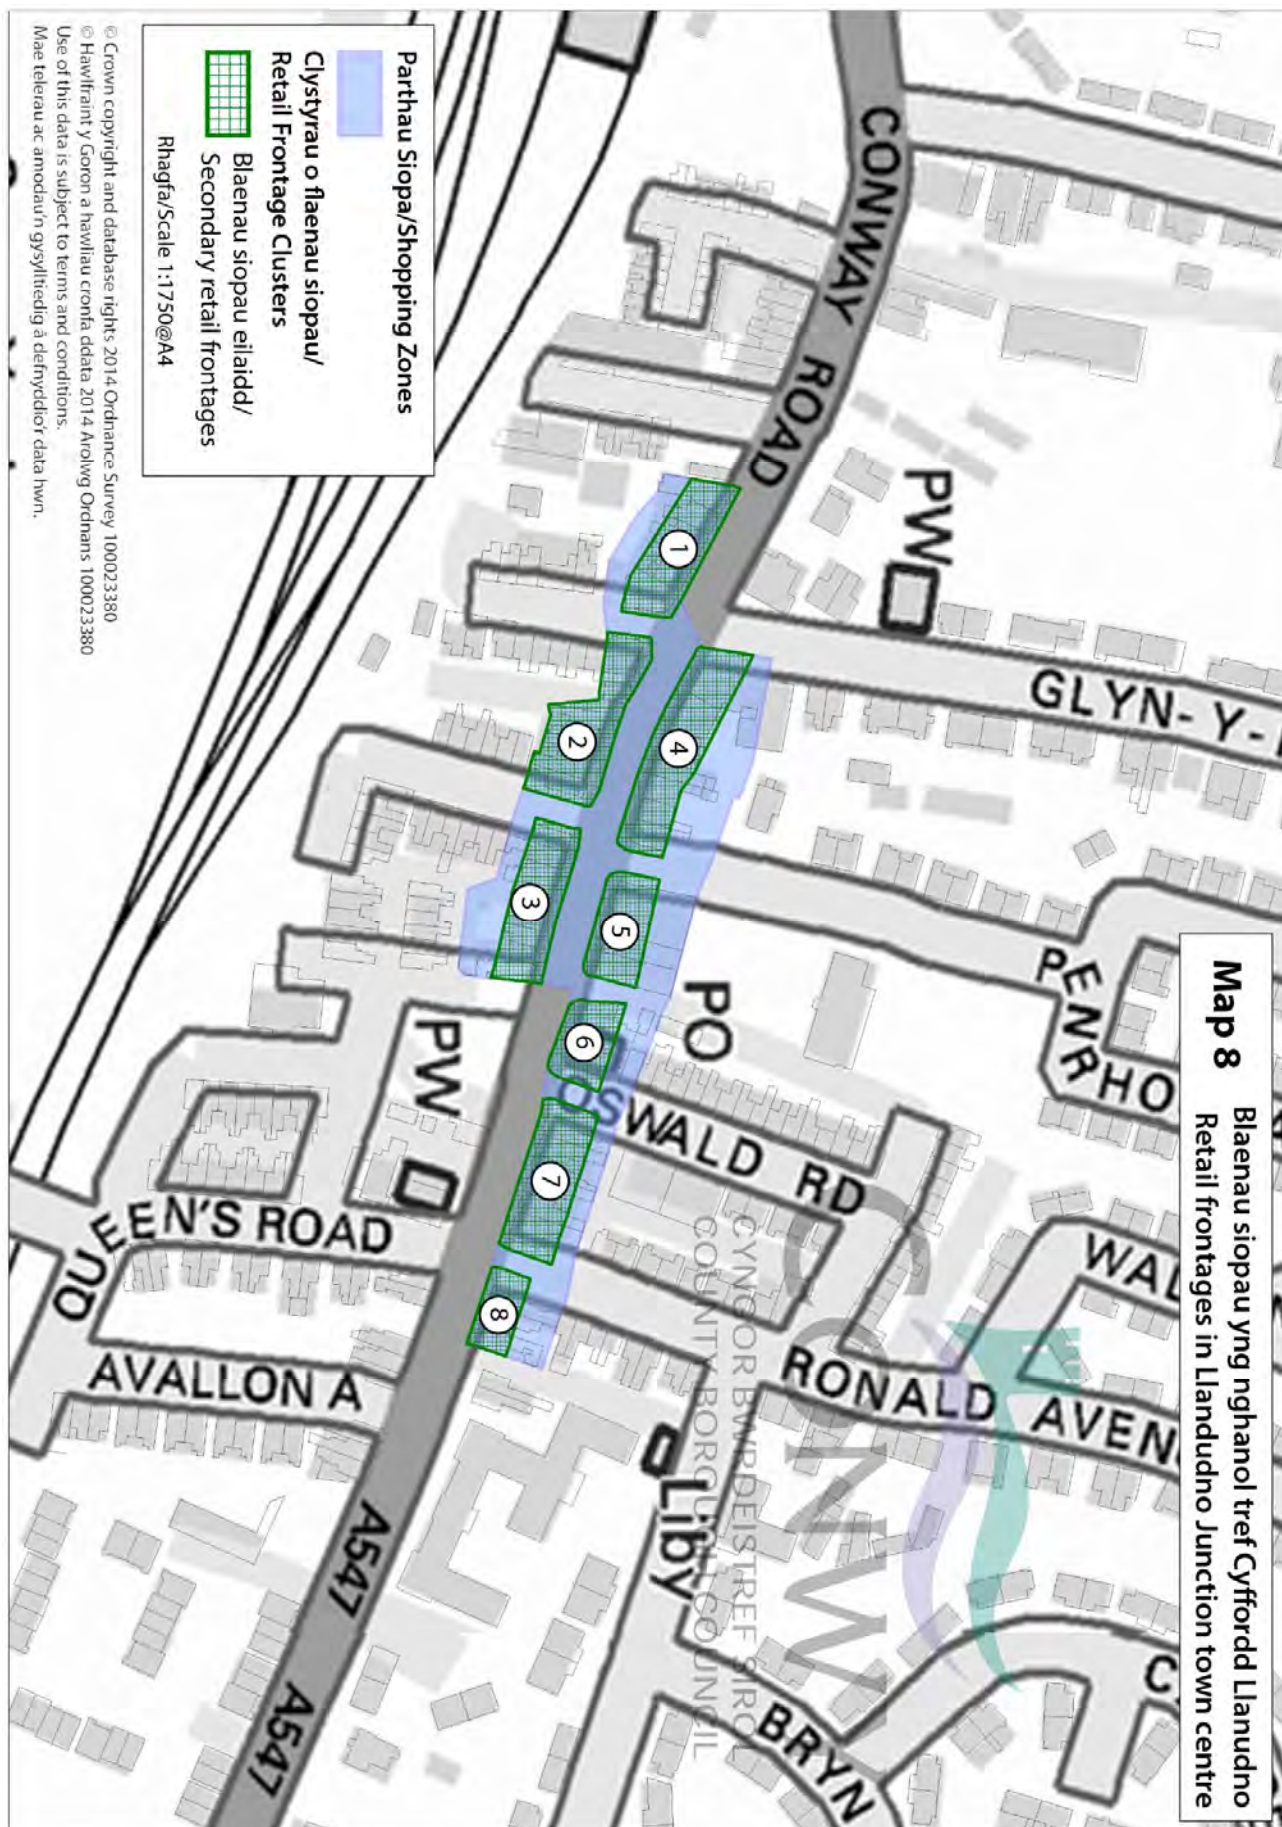 Map 8
Blaenau siopau yng nghanol tref Cyffordd Llanudno
Retail frontages in Llandudno Junction town centre
CONWAY ROAD
PW
GLYN-Y-
PENRHO
PO
OSWALD RD
WAL
RONALD AVEN
PW
QUEEN'S ROAD
AVALLON A
Liby
BRYN
C
A547
A547
1
2
3
4
5
6
7
8
CONWY
CYNGOR BWRDEISTREF SIROL
COUNTY BOROUGH COUNCIL
Parthau Siopa/Shopping Zones
Clystyrau o flaenau siopau/
Retail Frontage Clusters
Blaenau siopau eilaidd/
Secondary retail frontages
Rhagfa/Scale 1:1750@A4
© Crown copyright and database rights 2014 Ordnance Survey 100023380
© Hawlfraint y Goron a hawliau cronfa ddata 2014 Arolwg Ordnans 100023380
Use of this data is subject to terms and conditions.
Mae telerau ac amodau'n gysylltiedig â defnyddio'r data hwn.